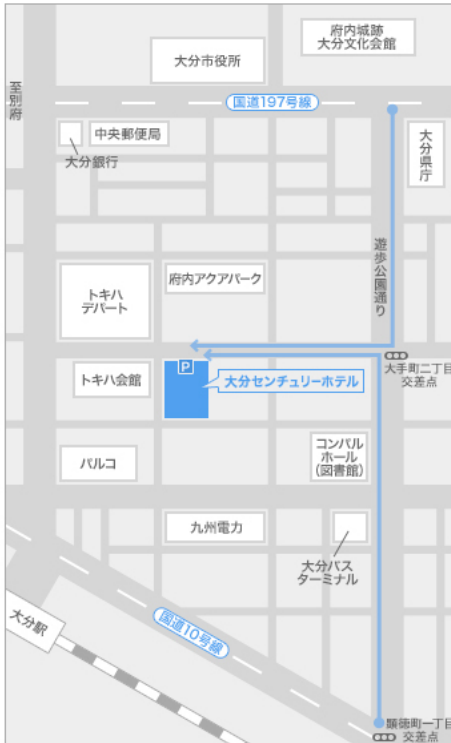 府内城跡
大分文化会館
大分市役所
至別府
国道197号線
中央郵便局
大分銀行
大分県庁
遊歩公園通り
府内アクアパーク
トキハ
デパート
大手町二丁目
交差点
P
トキハ会館
大分センチュリーホテル
パルコ
コンパル
ホール
(図書館)
九州電力
大分バス
ターミナル
大分駅
国道10号線
顕徳町一丁目
交差点